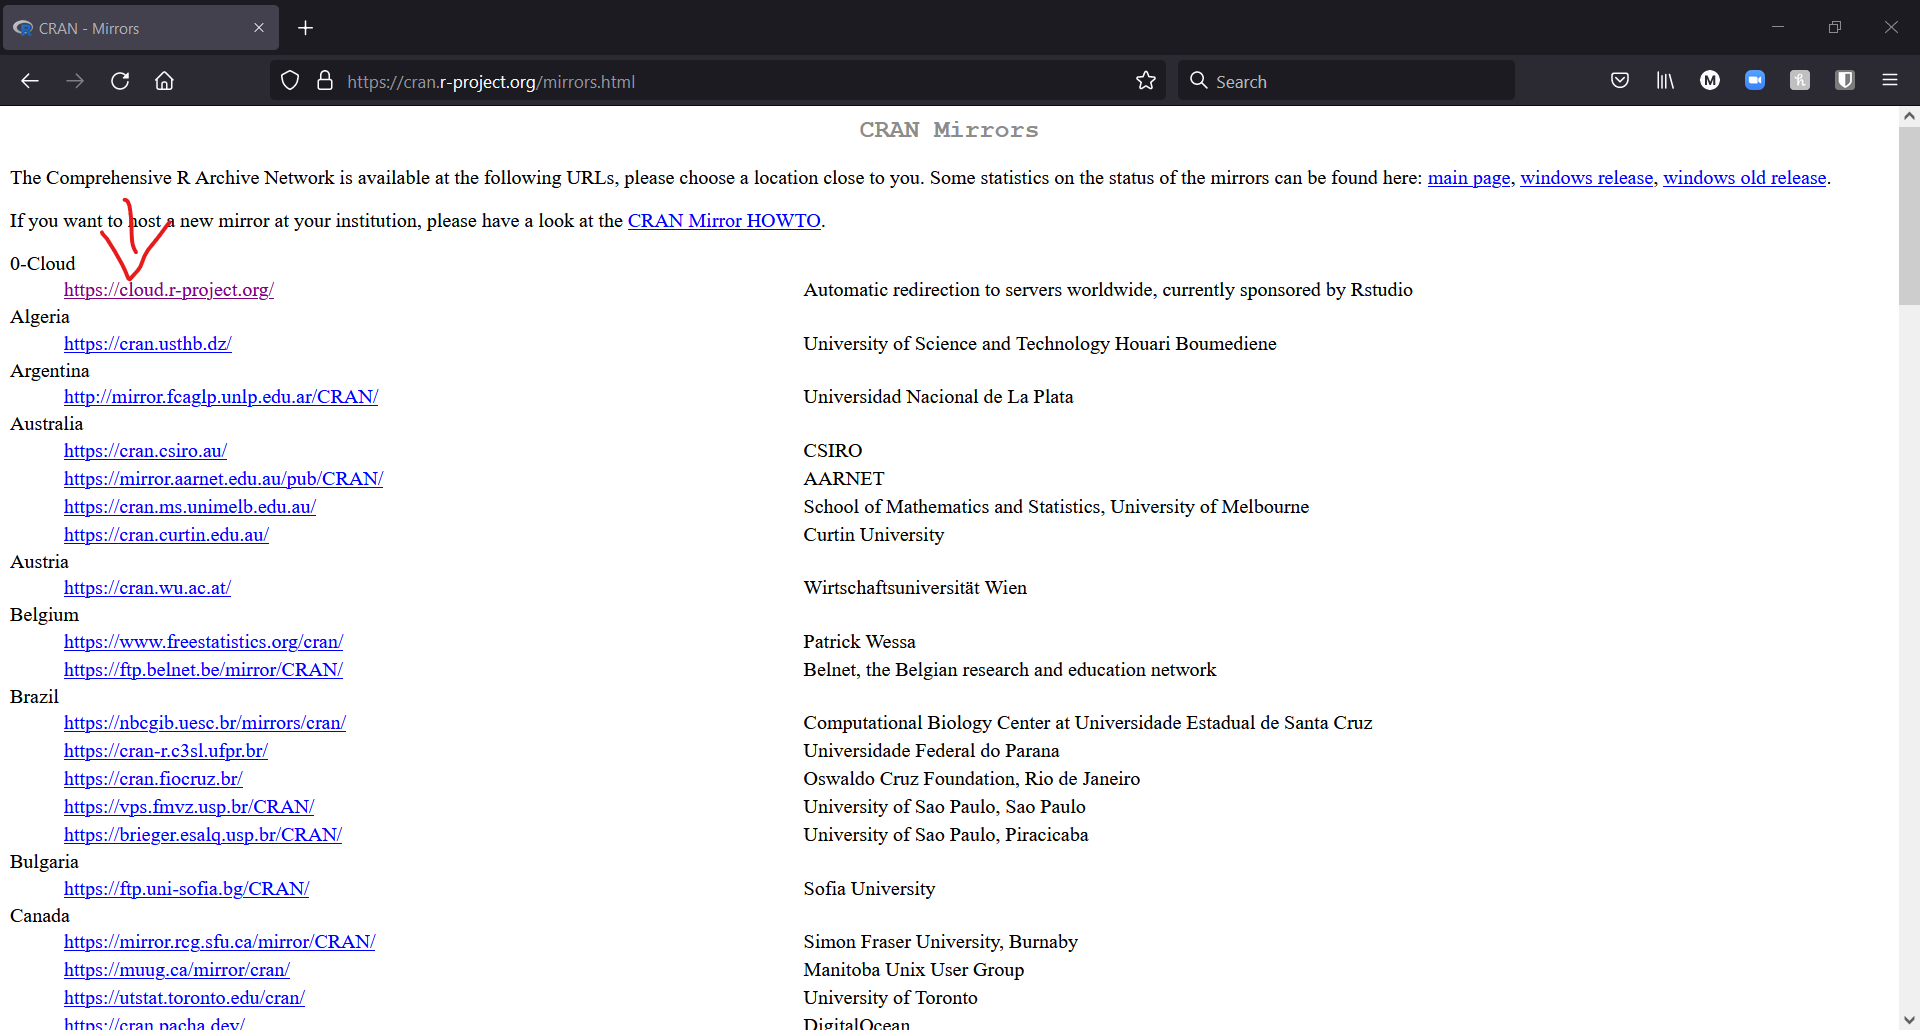 CRAN - Mirrors
https://cran.r-project.org/mirrors.html
Search
CRAN Mirrors
The Comprehensive R Archive Network is available at the following URLs, please choose a location close to you. Some statistics on the status of the mirrors can be found here: main page, windows release, windows old release.
If you want to host a new mirror at your institution, please have a look at the CRAN Mirror HOWTO.
0-Cloud
https://cloud.r-project.org/ Automatic redirection to servers worldwide, currently sponsored by Rstudio
Algeria
https://cran.usthb.dz/ University of Science and Technology Houari Boumediene
Argentina
http://mirror.fcaglp.unlp.edu.ar/CRAN/ Universidad Nacional de La Plata
Australia
https://cran.csiro.au/ CSIRO
https://mirror.aarnet.edu.au/pub/CRAN/ AARNET
https://cran.ms.unimelb.edu.au/ School of Mathematics and Statistics, University of Melbourne
https://cran.curtin.edu.au/ Curtin University
Austria
https://cran.wu.ac.at/ Wirtschaftsuniversität Wien
Belgium
https://www.freestatistics.org/cran/ Patrick Wessa
https://ftp.belnet.be/mirror/CRAN/ Belnet, the Belgian research and education network
Brazil
https://nbcgib.uesc.br/mirrors/cran/ Computational Biology Center at Universidade Estadual de Santa Cruz
https://cran-r.c3sl.ufpr.br/ Universidade Federal do Parana
https://cran.fiocruz.br/ Oswaldo Cruz Foundation, Rio de Janeiro
https://vps.fmvz.usp.br/CRAN/ University of Sao Paulo, Sao Paulo
https://brieger.esalq.usp.br/CRAN/ University of Sao Paulo, Piracicaba
Bulgaria
https://ftp.uni-sofia.bg/CRAN/ Sofia University
Canada
https://mirror.rcg.sfu.ca/mirror/CRAN/ Simon Fraser University, Burnaby
https://muug.ca/mirror/cran/ Manitoba Unix User Group
https://utstat.toronto.edu/cran/ University of Toronto
https://cran.pacha.dev/ DigitalOcean